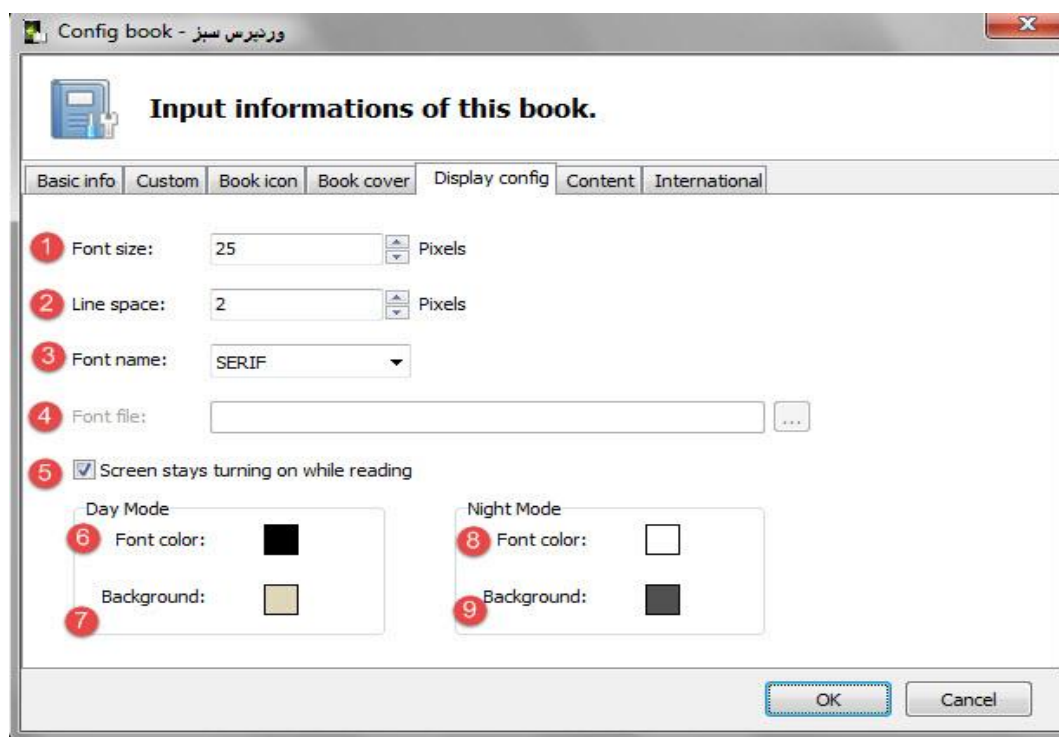 Config book - وردپرس سبز
Input informations of this book.
Basic info Custom Book icon Book cover Display config Content International
1 Font size: 25 Pixels
2 Line space: 2 Pixels
3 Font name: SERIF
4 Font file: ...
5 Screen stays turning on while reading
Day Mode Night Mode
6 Font color: 8 Font color:
7 Background: 9 Background:
OK Cancel